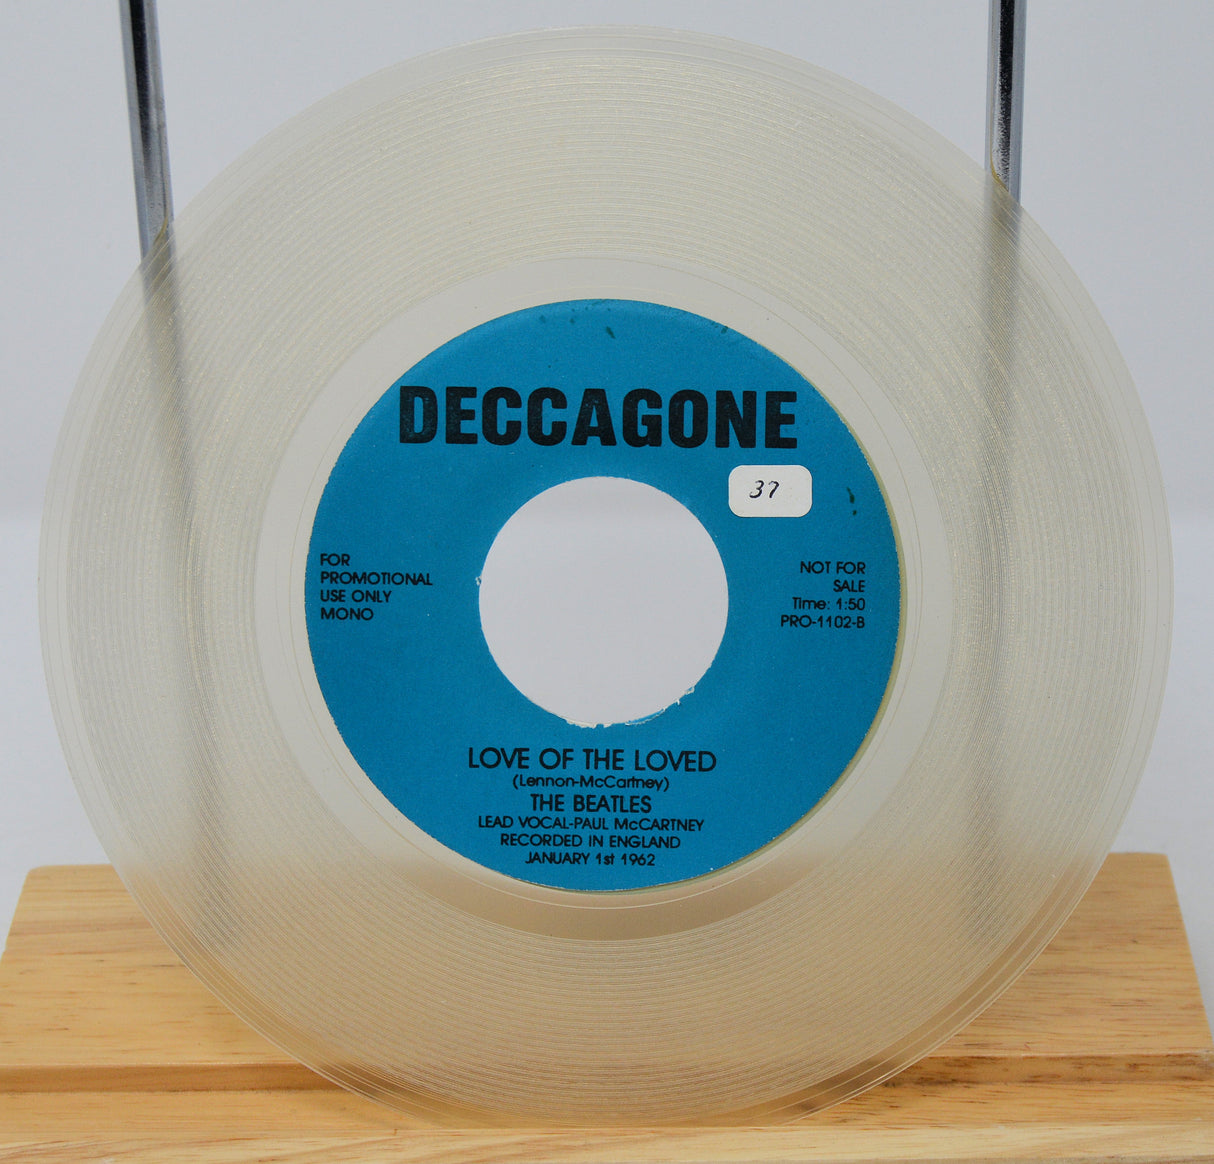 DECCAGONE
37
FOR
PROMOTIONAL
USE ONLY
MONO
NOT FOR
SALE
Time: 1:50
PRO-1102-B
LOVE OF THE LOVED
(Lennon-McCartney)
THE BEATLES
LEAD VOCAL-PAUL McCARTNEY
RECORDED IN ENGLAND
JANUARY 1st 1962